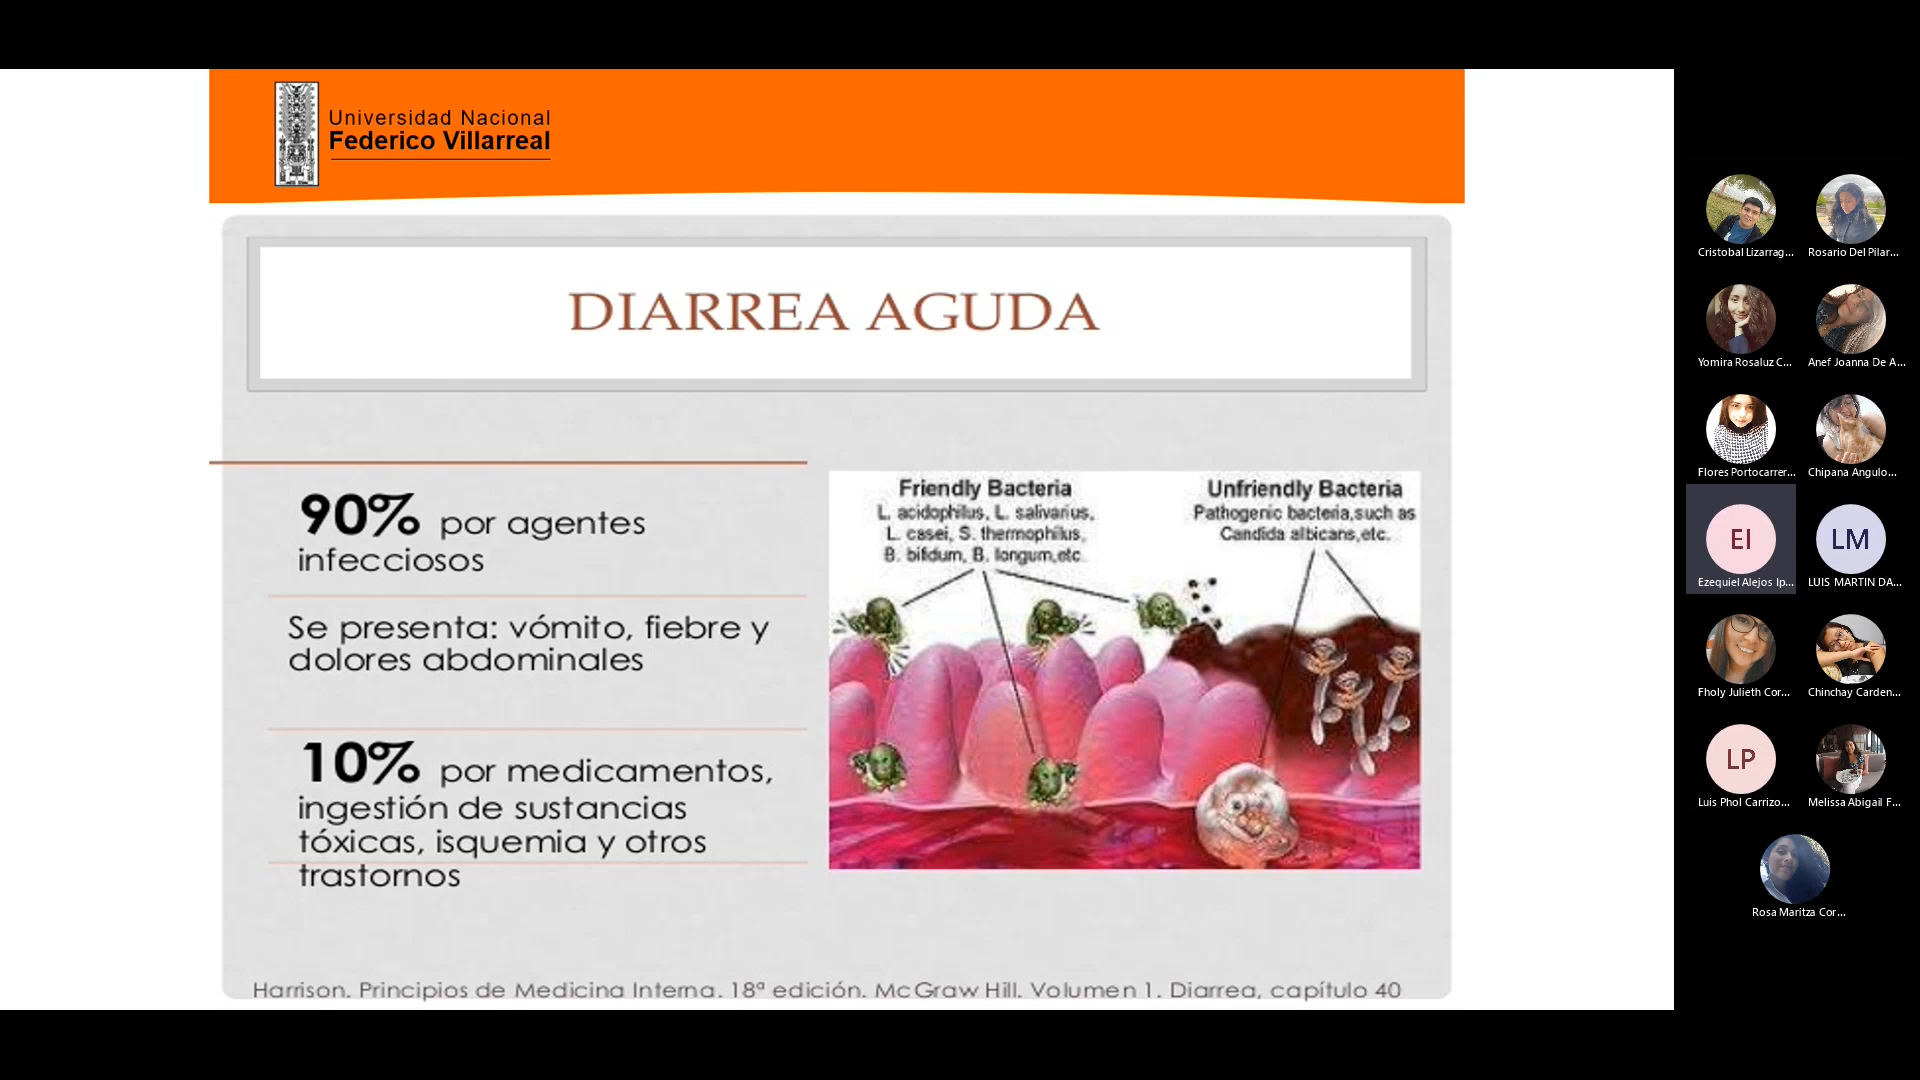 Universidad Nacional
Federico Villarreal
DIARREA AGUDA
90% por agentes
infecciosos
Se presenta: vómito, fiebre y
dolores abdominales
10% por medicamentos,
ingestión de sustancias
tóxicas, isquemia y otros
trastornos
Friendly Bacteria
L. acidophilus, L. salivarius,
L. casei, S. thermophilus,
B. bifidum, B. longum,etc.
Unfriendly Bacteria
Pathogenic bacteria,such as
Candida albicans,etc.
Harrison. Principios de Medicina Interna. 18ª edición. McGraw Hill. Volumen 1. Diarrea, capítulo 40
Cristobal Lizarrag...
Rosario Del Pilar...
Yomira Rosaluz C...
Anef Joanna De A...
Flores Portocarrer...
Chipana Angulo...
EI
Ezequiel Alejos Ip...
LM
LUIS MARTIN DA...
Fholy Julieth Cor...
Chinchay Carden...
LP
Luis Phol Carrizo...
Melissa Abigail F...
Rosa Maritza Cor...